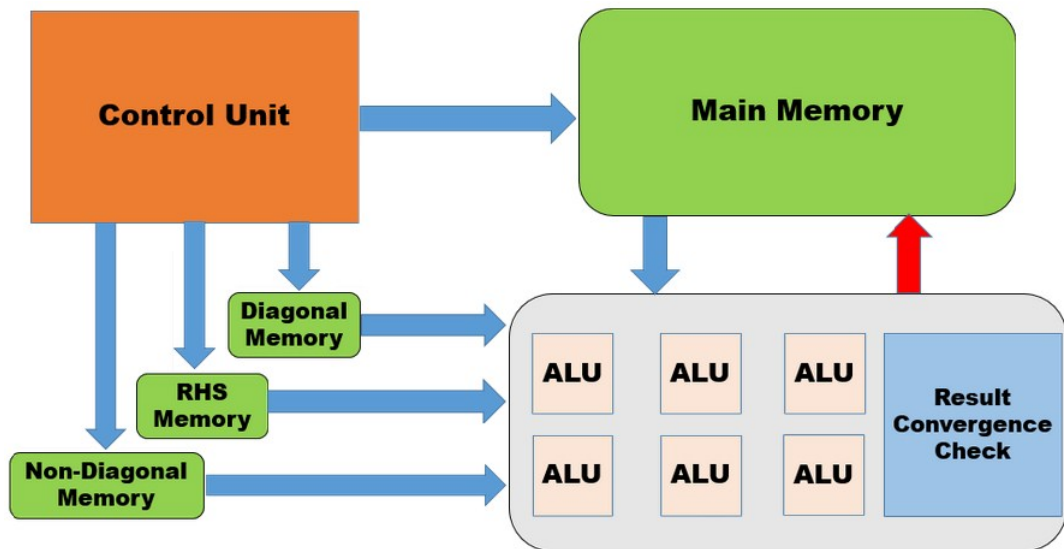 Control Unit
Main Memory
Diagonal
Memory
RHS
Memory
Non-Diagonal
Memory
ALU
ALU
ALU
ALU
ALU
ALU
Result
Convergence
Check